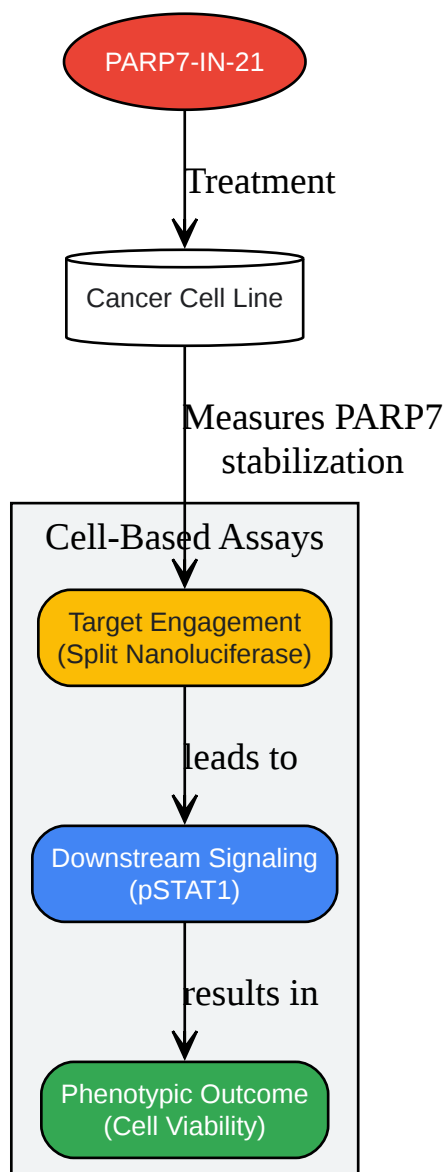 PARP7-IN-21
Treatment
Cancer Cell Line
Measures PARP7
stabilization
Cell-Based Assays
Target Engagement
(Split Nanoluciferase)
leads to
Downstream Signaling
(pSTAT1)
results in
Phenotypic Outcome
(Cell Viability)